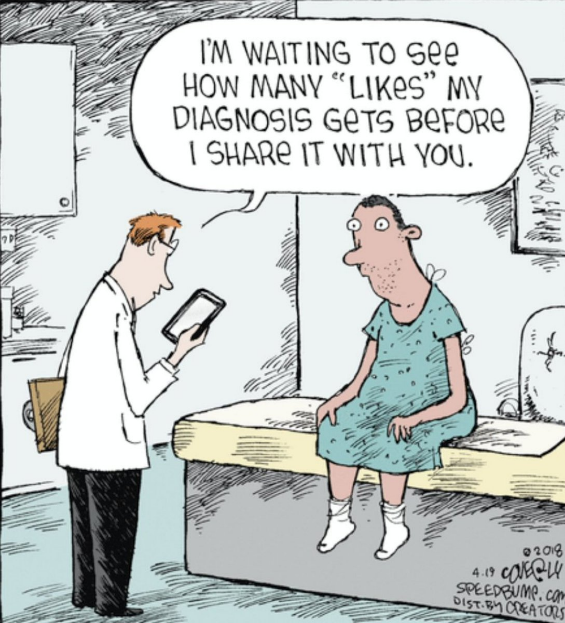 I'M WAITING TO See
HOW MANY “LIKes” MY
DIAGNOSIS GeTS BeFORe
I SHARe IT WITH YOU.
©2018
4.19 COVeRLY
SPeeDBUMP.COM
DIST. BY CReATORS